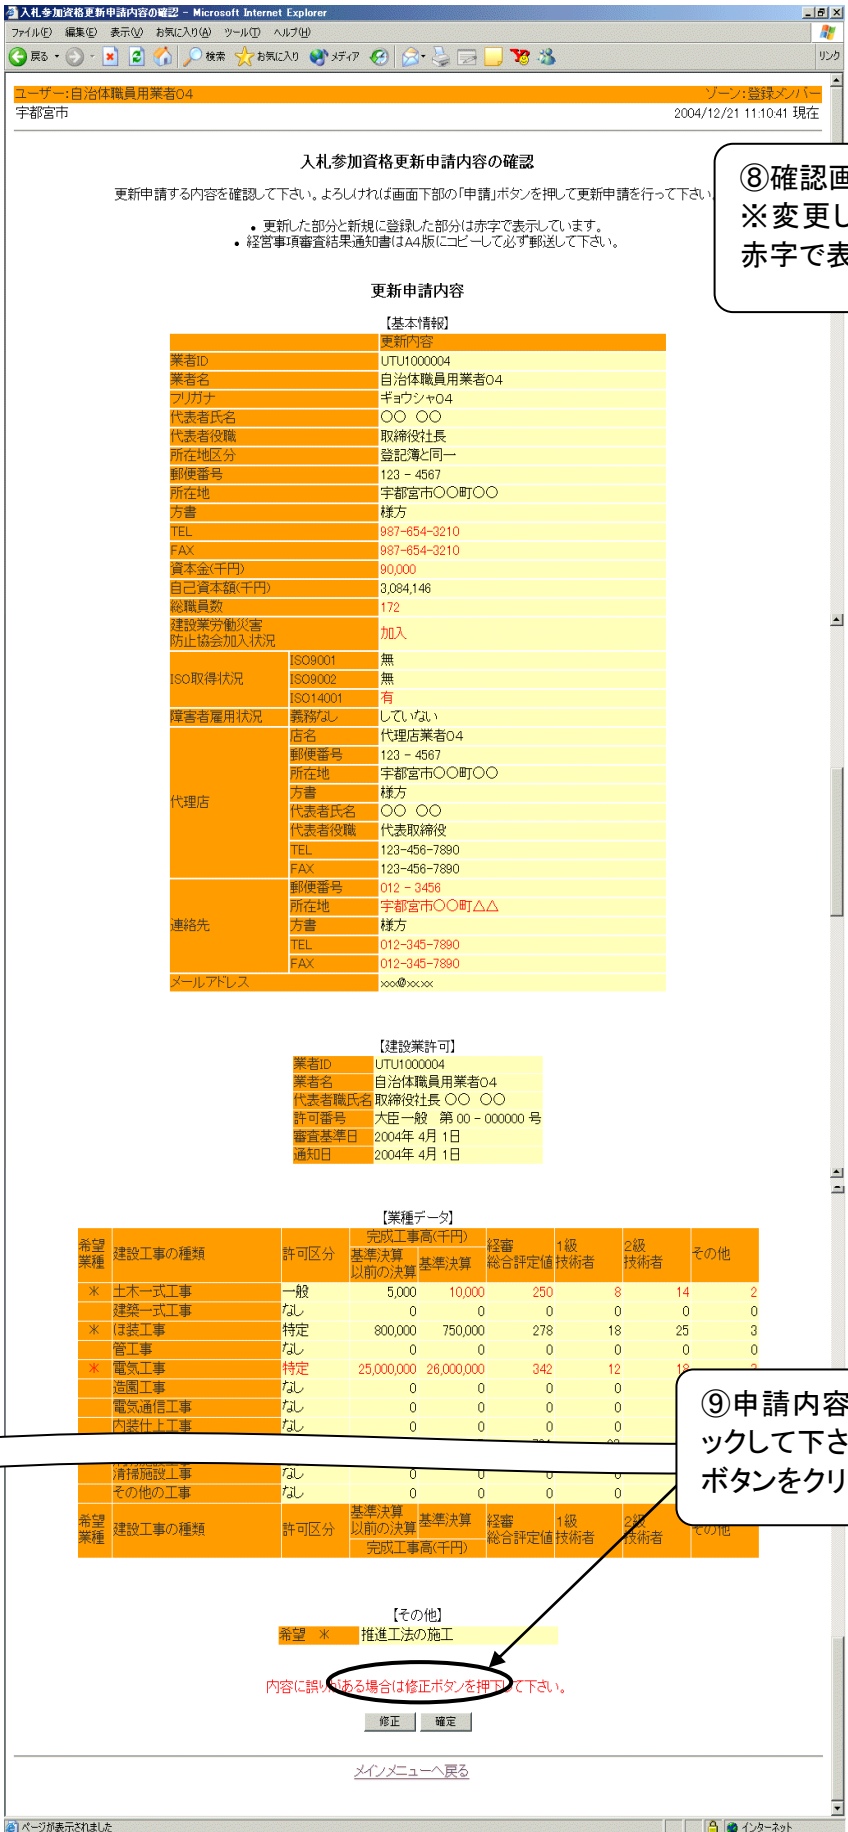 入札参加資格更新申請内容の確認 - Microsoft Internet Explorer
ファイル(F) 編集(E) 表示(V) お気に入り(A) ツール(T) ヘルプ(H)
戻る 検索 お気に入り メディア リンク
ユーザー:自治体職員用業者04 ゾーン:登録メンバー
宇都宮市 2004/12/21 11:10:41 現在
入札参加資格更新申請内容の確認
更新申請する内容を確認して下さい。よろしければ画面下部の「申請」ボタンを押して更新申請を行って下さい。
• 更新した部分と新規に登録した部分は赤字で表示しています。
• 経営事項審査結果通知書はA4版にコピーして必ず郵送して下さい。
⑧確認画
※変更し
赤字で表
更新申請内容
【基本情報】
更新内容
業者ID UTU1000004
業者名 自治体職員用業者04
フリガナ ギョウシャ04
代表者氏名 〇〇 〇〇
代表者役職 取締役社長
所在地区分 登記簿と同一
郵便番号 123 - 4567
所在地 宇都宮市〇〇町〇〇
方書 様方
TEL 987-654-3210
FAX 987-654-3210
資本金(千円) 90,000
自己資本額(千円) 3,084,146
総職員数 172
建設業労働災害
防止協会加入状況 加入
ISO取得状況 ISO9001 無
ISO9002 無
ISO14001 有
障害者雇用状況 義務なし していない
代理店 店名 代理店業者04
郵便番号 123 - 4567
所在地 宇都宮市〇〇町〇〇
方書 様方
代表者氏名 〇〇 〇〇
代表者役職 代表取締役
TEL 123-456-7890
FAX 123-456-7890
連絡先 郵便番号 012 - 3456
所在地 宇都宮市〇〇町△△
方書 様方
TEL 012-345-7890
FAX 012-345-7890
メールアドレス xxx@xx.xx
【建設業許可】
業者ID UTU1000004
業者名 自治体職員用業者04
代表者職氏名 取締役社長 〇〇 〇〇
許可番号 大臣一般 第 00 - 000000 号
審査基準日 2004年 4月 1日
通知日 2004年 4月 1日
【業種データ】
希望業種 建設工事の種類 許可区分 完成工事高(千円) 基準決算以前の決算 基準決算 経審総合評定値 1級技術者 2級技術者 その他
＊ 土木一式工事 一般 5,000 10,000 250 8 14 2
建築一式工事 なし 0 0 0 0 0 0
＊ ほ装工事 特定 800,000 750,000 278 18 25 3
管工事 なし 0 0 0 0 0 0
＊ 電気工事 特定 25,000,000 26,000,000 342 12 18
造園工事 なし 0 0 0 0
電気通信工事 なし 0 0 0 0
内装仕上工事 なし 0 0 0 0
清掃施設工事 なし 0 0 0 0
その他の工事 なし 0 0 0 0
希望業種 建設工事の種類 許可区分 基準決算以前の決算 基準決算 完成工事高(千円) 経審総合評定値 1級技術者 2級技術者 その他
⑨申請内容
ックして下さ
ボタンをクリ
【その他】
希望 ＊ 推進工法の施工
内容に誤りがある場合は修正ボタンを押下して下さい。
修正 確定
メインメニューへ戻る
ページが表示されました インターネット